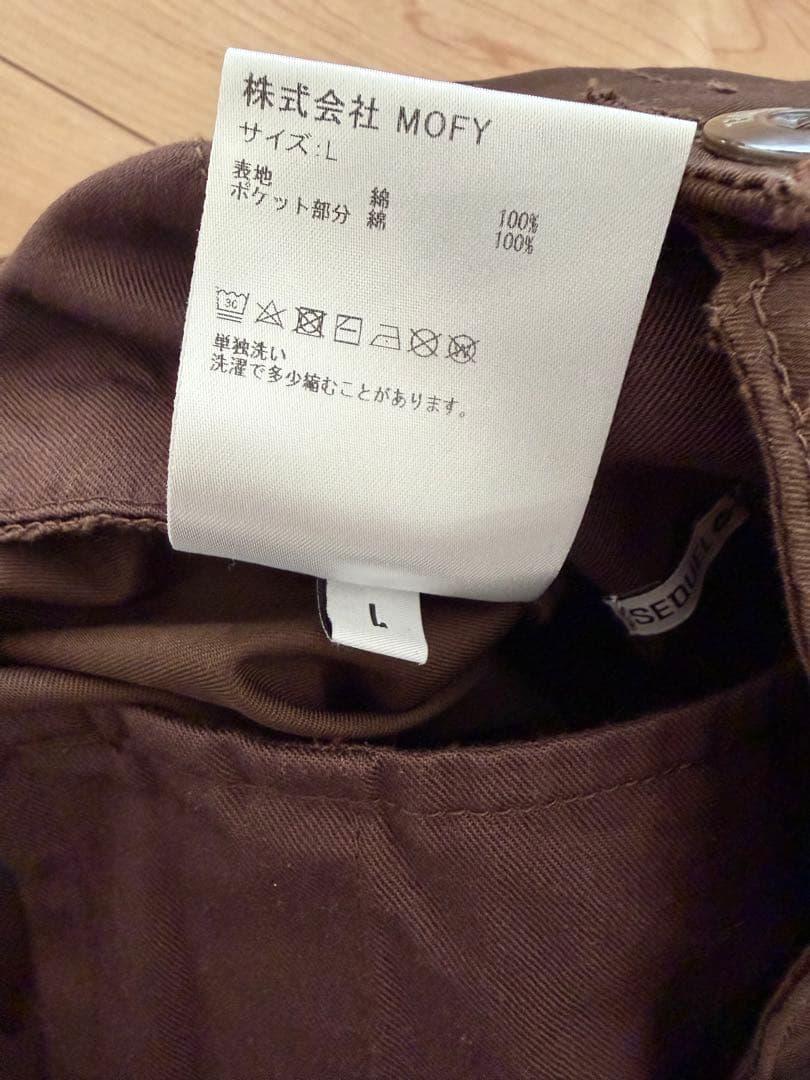 株式会社 MOFY
サイズ:L
表地 綿 100%
ポケット部分 綿 100%
30
W
単独洗い
洗濯で多少縮むことがあります。
L
SEQUEL